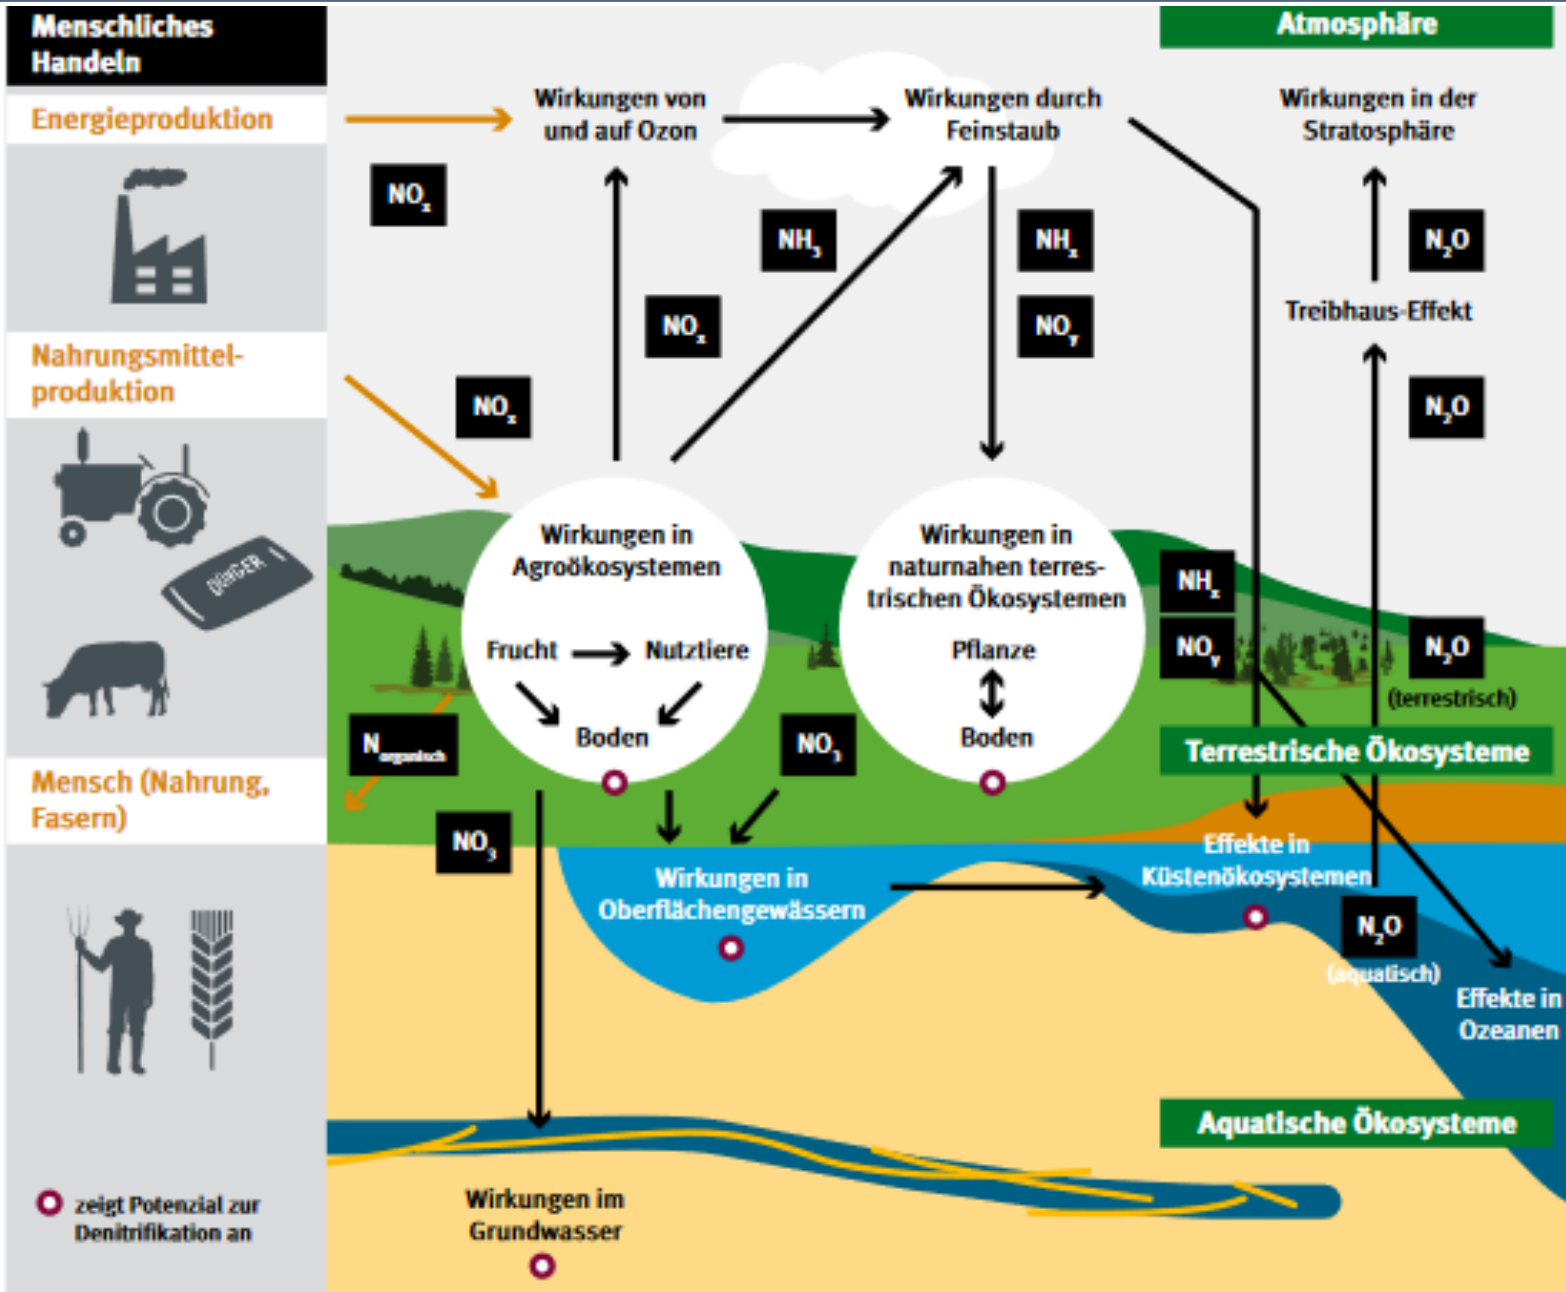 Menschliches
Handeln
Energieproduktion
Nahrungsmittel-
produktion
DÜNGER
Mensch (Nahrung,
Fasern)
zeigt Potenzial zur
Denitrifikation an
Atmosphäre
Wirkungen von
und auf Ozon
Wirkungen durch
Feinstaub
Wirkungen in der
Stratosphäre
NOx
NH3
NHx
N2O
NOx
NOy
Treibhaus-Effekt
NOx
N2O
Wirkungen in
Agroökosystemen
Frucht
Nutztiere
Boden
Wirkungen in
naturnahen terres-
trischen Ökosystemen
Pflanze
Boden
NHx
NOy
N2O
(terrestrisch)
Norganisch
NO3
Terrestrische Ökosysteme
NO3
Wirkungen in
Oberflächengewässern
Effekte in
Küstenökosystemen
N2O
(aquatisch)
Effekte in
Ozeanen
Aquatische Ökosysteme
Wirkungen im
Grundwasser